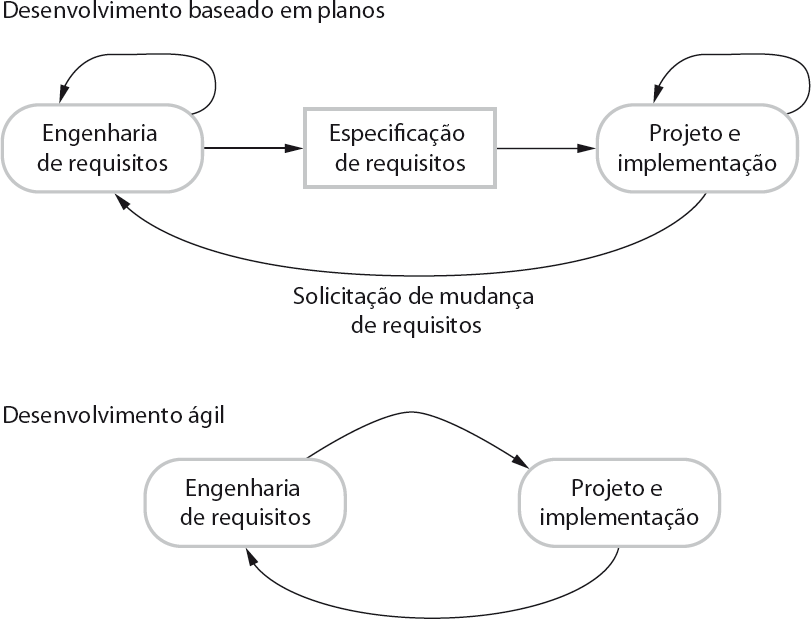 Desenvolvimento baseado em planos
Engenharia
de requisitos
Especificação
de requisitos
Projeto e
implementação
Solicitação de mudança
de requisitos
Desenvolvimento ágil
Engenharia
de requisitos
Projeto e
implementação